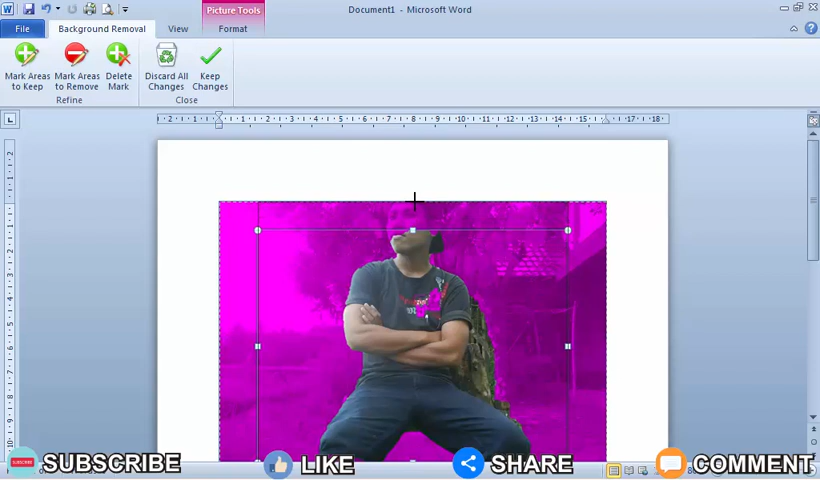 Picture Tools
Document1 - Microsoft Word
File
Background Removal
View
Format
Mark Areas to Keep
Mark Areas to Remove
Delete Mark
Discard All Changes
Keep Changes
Refine
Close
SUBSCRIBE
LIKE
SHARE
COMMENT